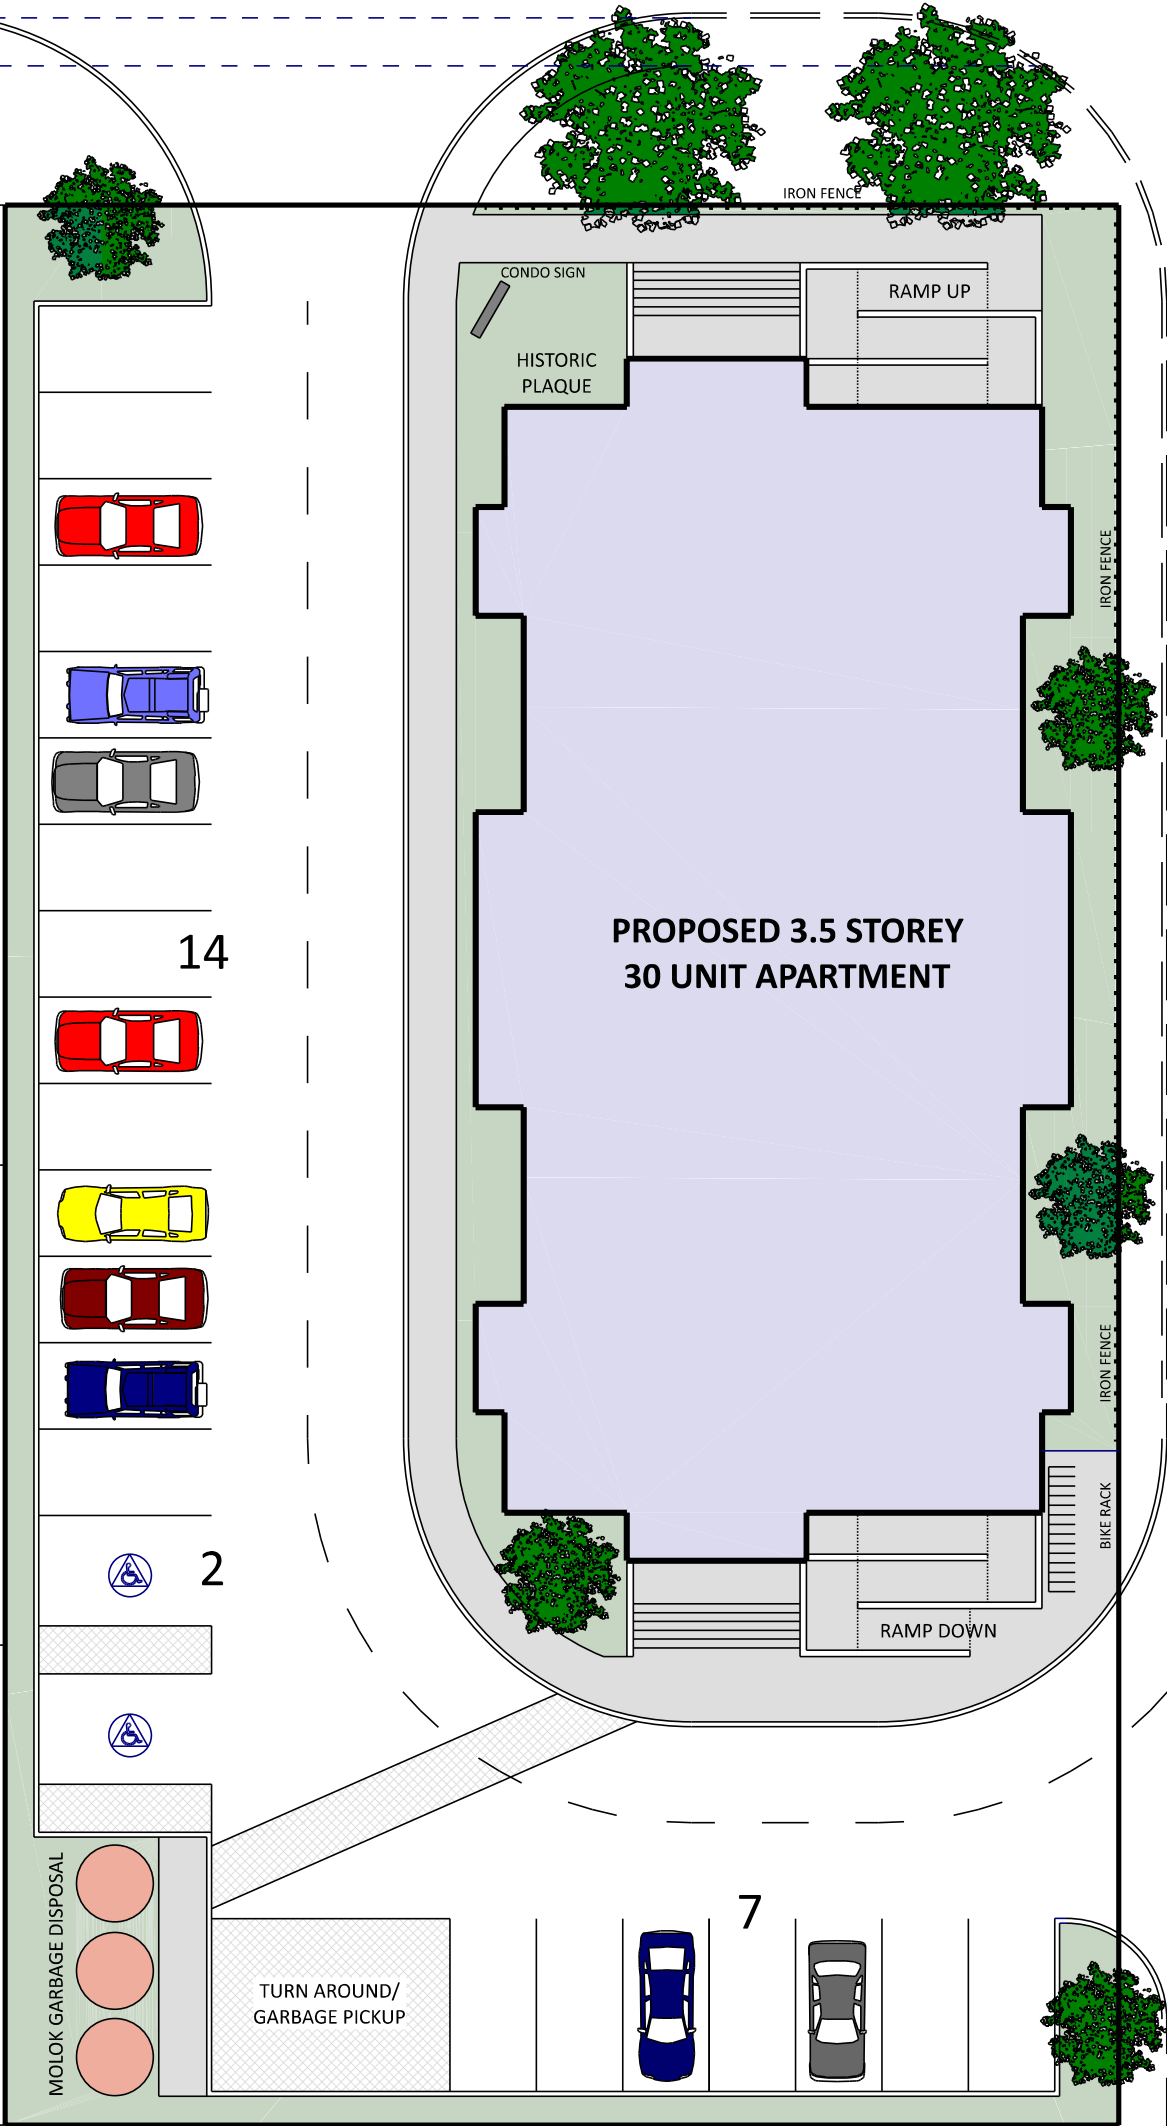 IRON FENCE
CONDO SIGN
RAMP UP
HISTORIC
PLAQUE
IRON FENCE
PROPOSED 3.5 STOREY
30 UNIT APARTMENT
14
IRON FENCE
BIKE RACK
2
RAMP DOWN
MOLOK GARBAGE DISPOSAL
7
TURN AROUND/
GARBAGE PICKUP